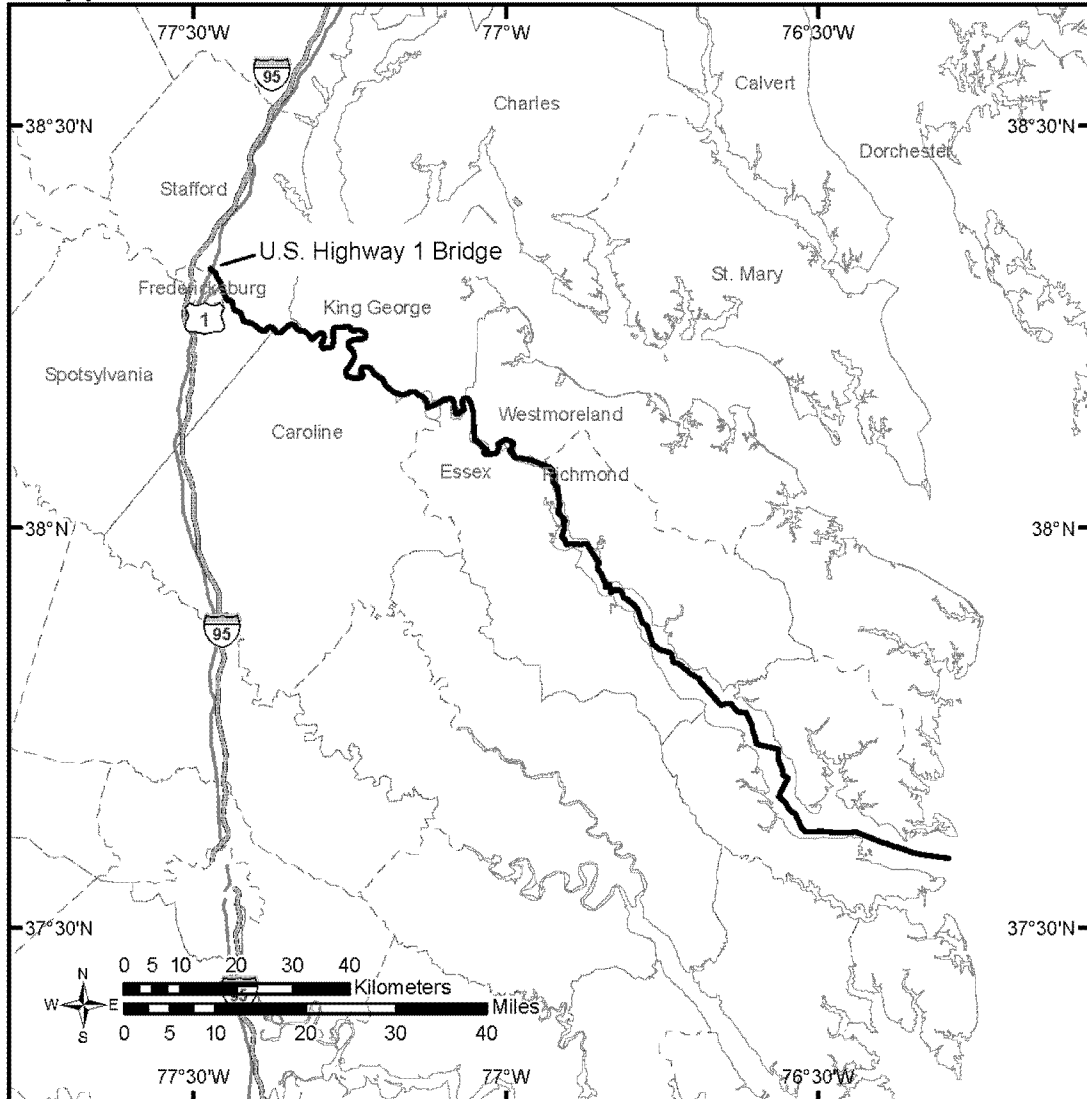 77°30'W 77°W 76°30'W
95
Calvert
Charles
38°30'N 38°30'N
Dorchester
Stafford
U.S. Highway 1 Bridge
St. Mary
Fredericksburg
King George
1
Spotsylvania
Westmoreland
Caroline
Essex Richmond
38°N 38°N
95
37°30'N 37°30'N
N
W E
S
0 5 10 20 30 40
Kilometers
95
Miles
0 5 10 20 30 40
77°30'W 77°W 76°30'W